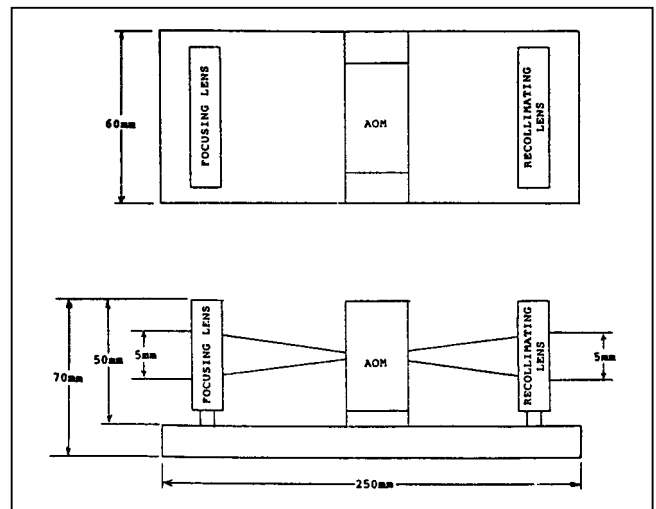 60mm
FOCUSING LENS
AOM
RECOLLIMATING
LENS
70mm
50mm
5mm
FOCUSING LENS
AOM
RECOLLIMATING
LENS
5mm
250mm